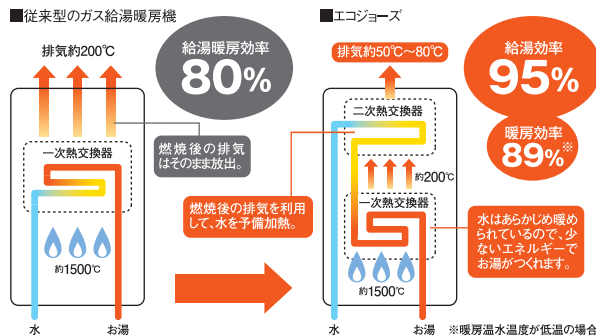 ■従来型のガス給湯暖房機
排気約200℃
給湯暖房効率
80%
一次熱交換器
燃焼後の排気
はそのまま放出。
約1500℃
水
お湯
■エコジョーズ
排気約50℃～80℃
給湯効率
95%
暖房効率
89%※
二次熱交換器
約200℃
燃焼後の排気を利用
して、水を予備加熱。
一次熱交換器
水はあらかじめ暖め
られているので、少
ないエネルギーで
お湯がつくれます。
約1500℃
水
お湯
※暖房温水温度が低温の場合